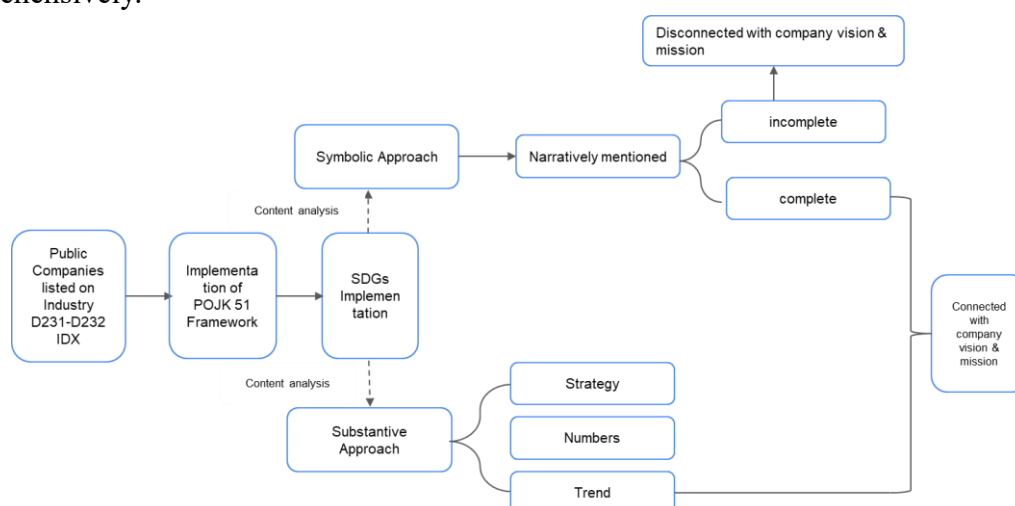 ehensively.
Disconnected with company vision &
mission
incomplete
Symbolic Approach
Narratively mentioned
complete
Content analysis
Public
Companies
listed on
Industry
D231-D232
IDX
Implementa
tion of
POJK 51
Framework
SDGs
Implemen
tation
Connected
with
company
vision &
mission
Content analysis
Strategy
Substantive
Approach
Numbers
Trend